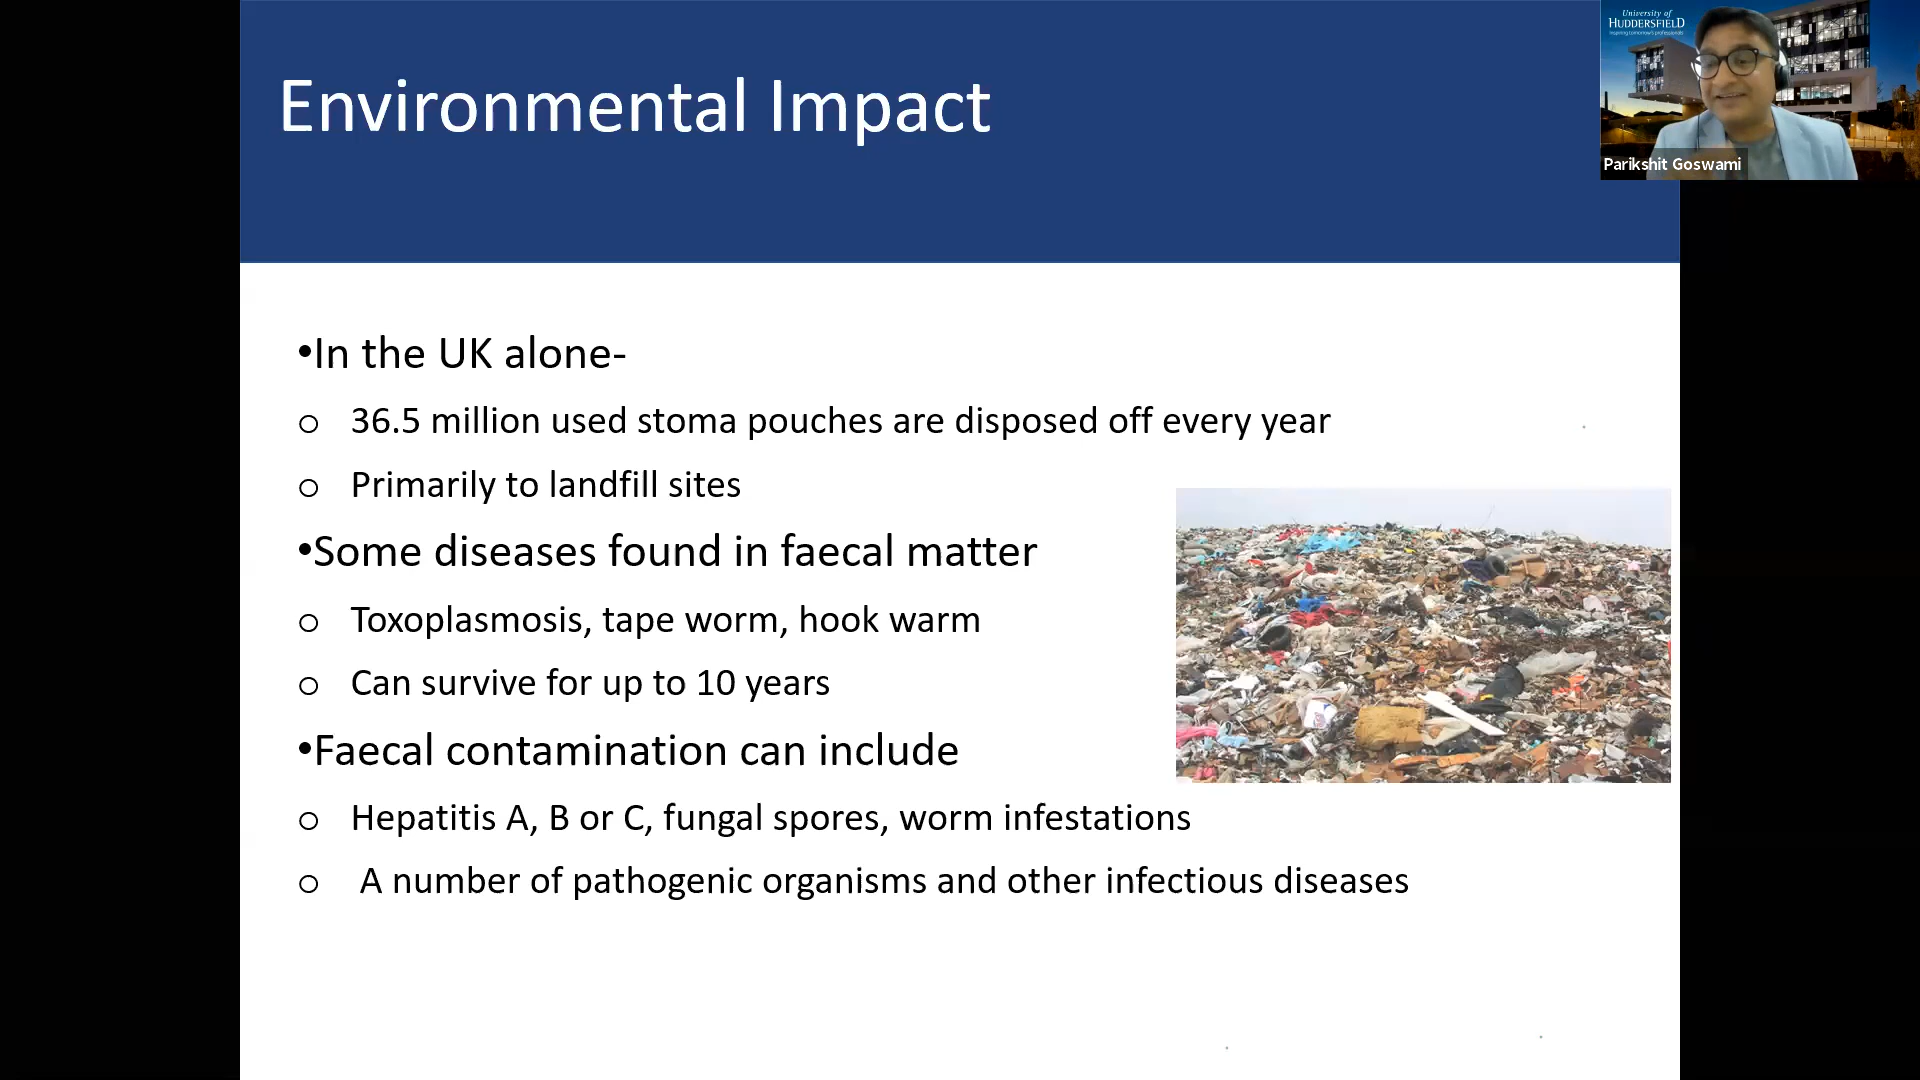 Environmental Impact
University of
HUDDERSFIELD
Inspiring tomorrow's professionals
Parikshit Goswami
•In the UK alone-
o 36.5 million used stoma pouches are disposed off every year
o Primarily to landfill sites
•Some diseases found in faecal matter
o Toxoplasmosis, tape worm, hook warm
o Can survive for up to 10 years
•Faecal contamination can include
o Hepatitis A, B or C, fungal spores, worm infestations
o A number of pathogenic organisms and other infectious diseases